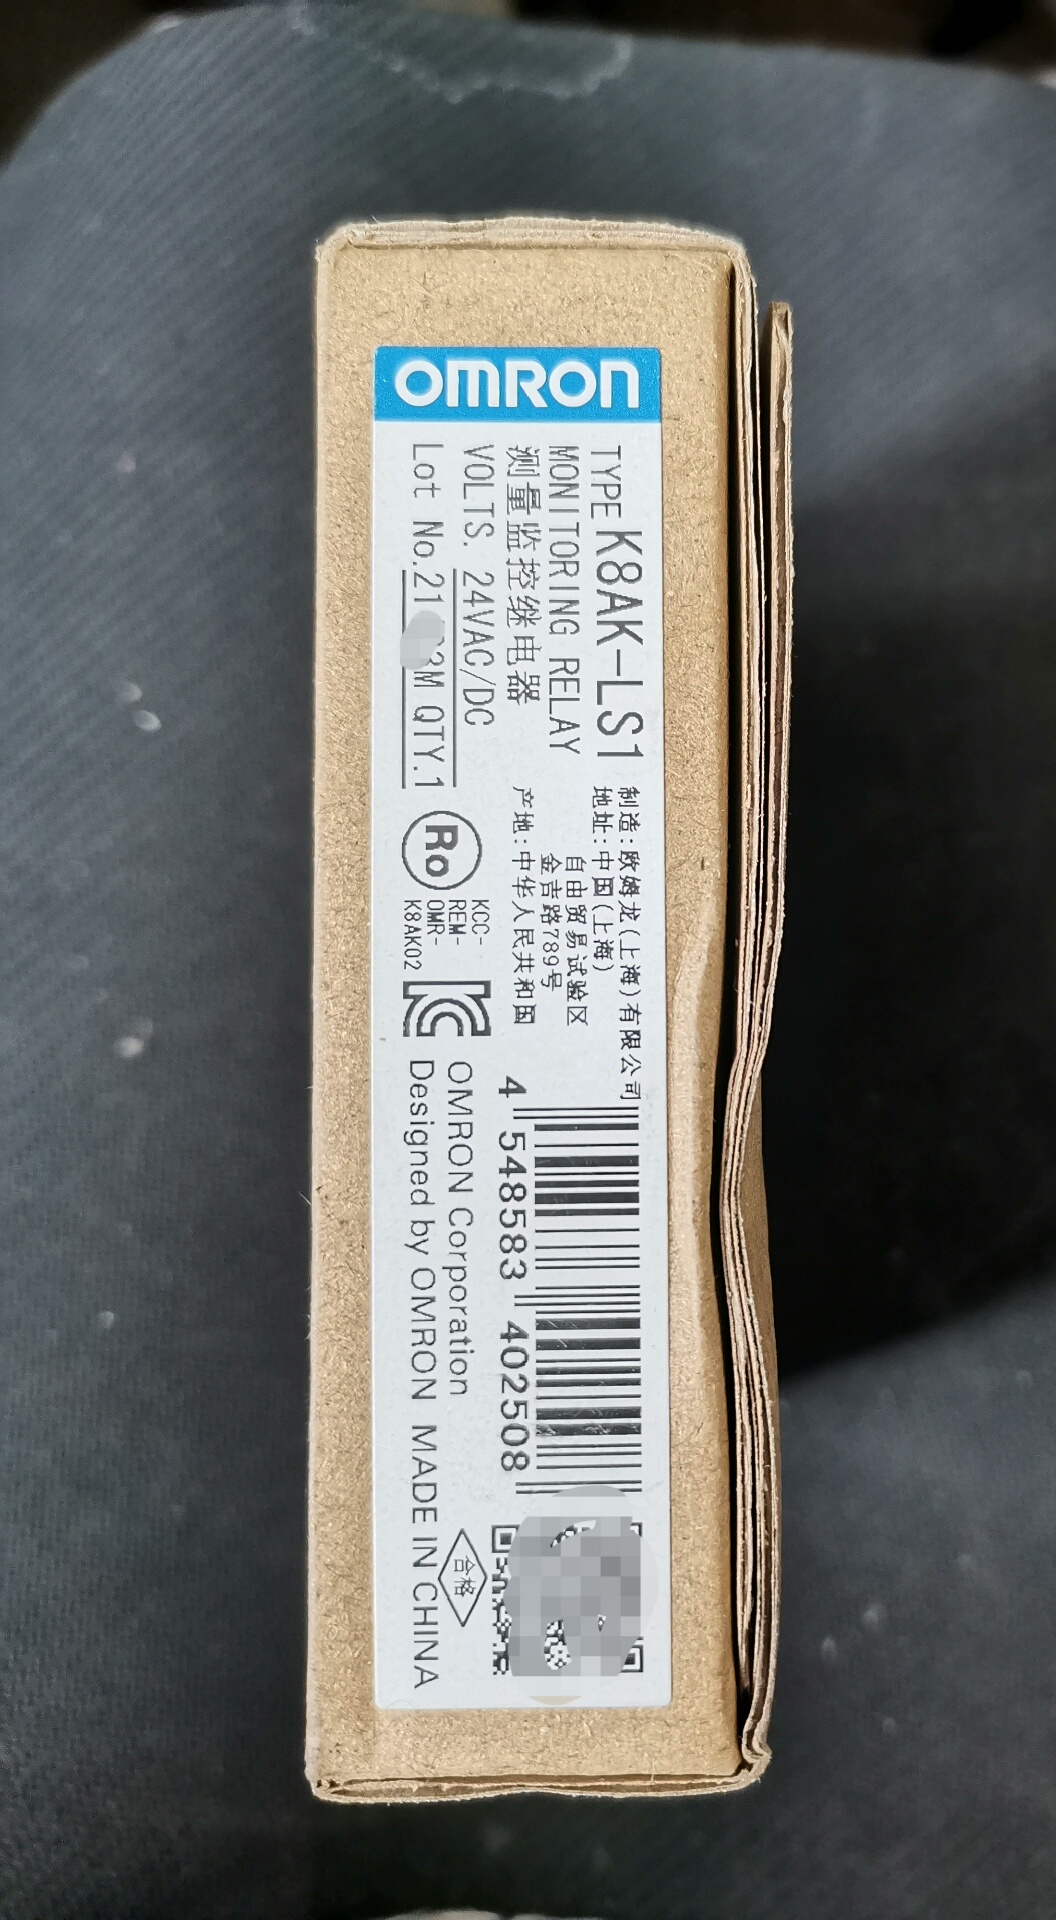 OMRON
TYPE K8AK-LS1
MONITORING RELAY
测量监控继电器
VOLTS. 24VAC/DC
Lot No.21 3M QTY.1
制造:欧姆龙(上海)有限公司
地址:中国(上海)
自由贸易试验区
金吉路789号
产地:中华人民共和国
KCC-
REM-
OMR-
K8AK02
4 548583 402508
OMRON Corporation
Designed by OMRON MADE IN CHINA
合格